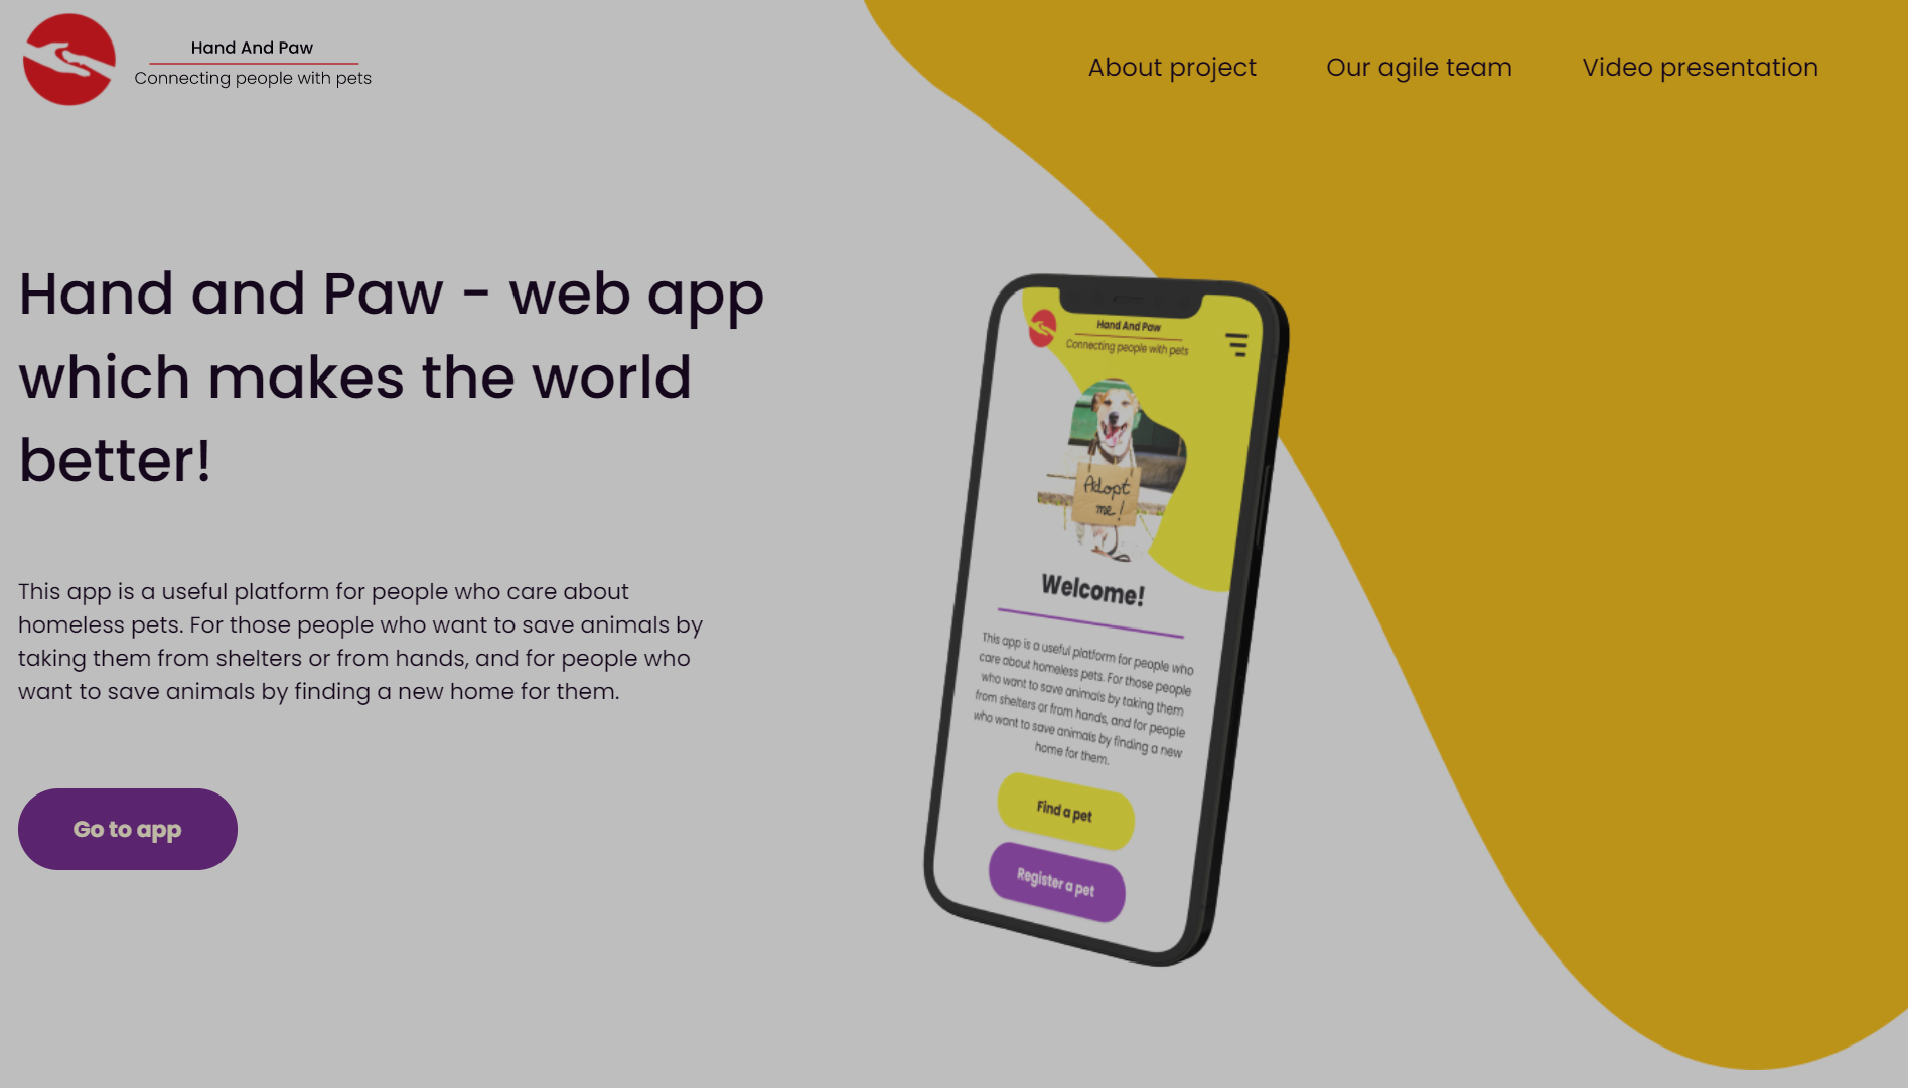 Hand And Paw
Connecting people with pets
About project
Our agile team
Video presentation
Hand and Paw - web app
which makes the world
better!
This app is a useful platform for people who care about
homeless pets. For those people who want to save animals by
taking them from shelters or from hands, and for people who
want to save animals by finding a new home for them.
Go to app
Hand And Paw
Connecting people with pets
Adopt
me!
Welcome!
This app is a useful platform for people who
care about homeless pets. For those people
who want to save animals by taking them
from shelters or from hands, and for people
who want to save animals by finding a new
home for them.
Find a pet
Register a pet